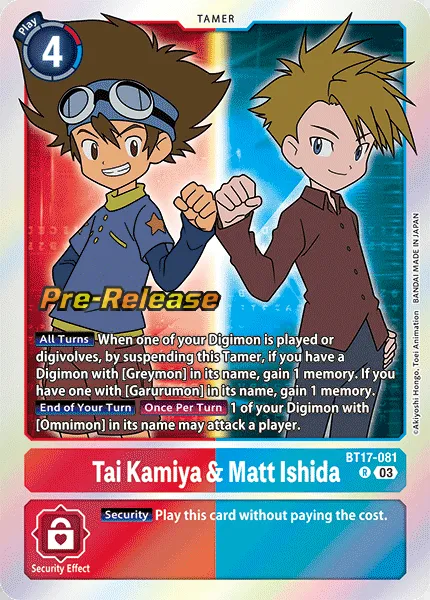 TAMER
Play
4
Pre-Release
All Turns When one of your Digimon is played or
digivolves, by suspending this Tamer, if you have a
Digimon with [Greymon] in its name, gain 1 memory. If you
have one with [Garurumon] in its name, gain 1 memory.
End of Your Turn Once Per Turn 1 of your Digimon with
[Omnimon] in its name may attack a player.
©Akiyoshi Hongo, Toei Animation BANDAI MADE IN JAPAN
BT17-081
Tai Kamiya & Matt Ishida R 03
Security Play this card without paying the cost.
Security Effect